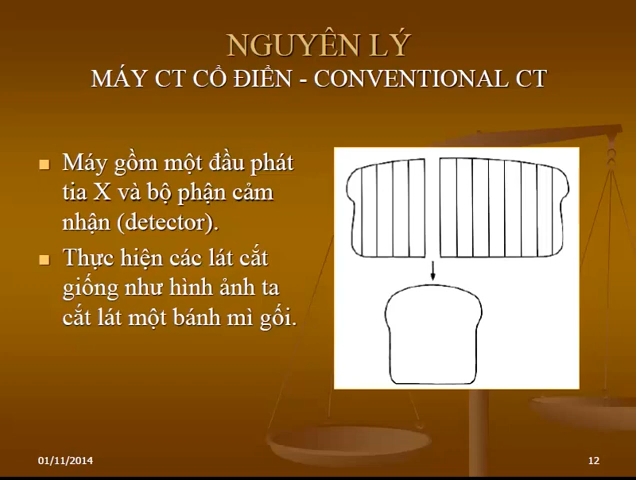 NGUYÊN LÝ
MÁY CT CỔ ĐIỂN - CONVENTIONAL CT
Máy gồm một đầu phát
tia X và bộ phận cảm
nhận (detector).
Thực hiện các lát cắt
giống như hình ảnh ta
cắt lát một bánh mì gối.
01/11/2014
12